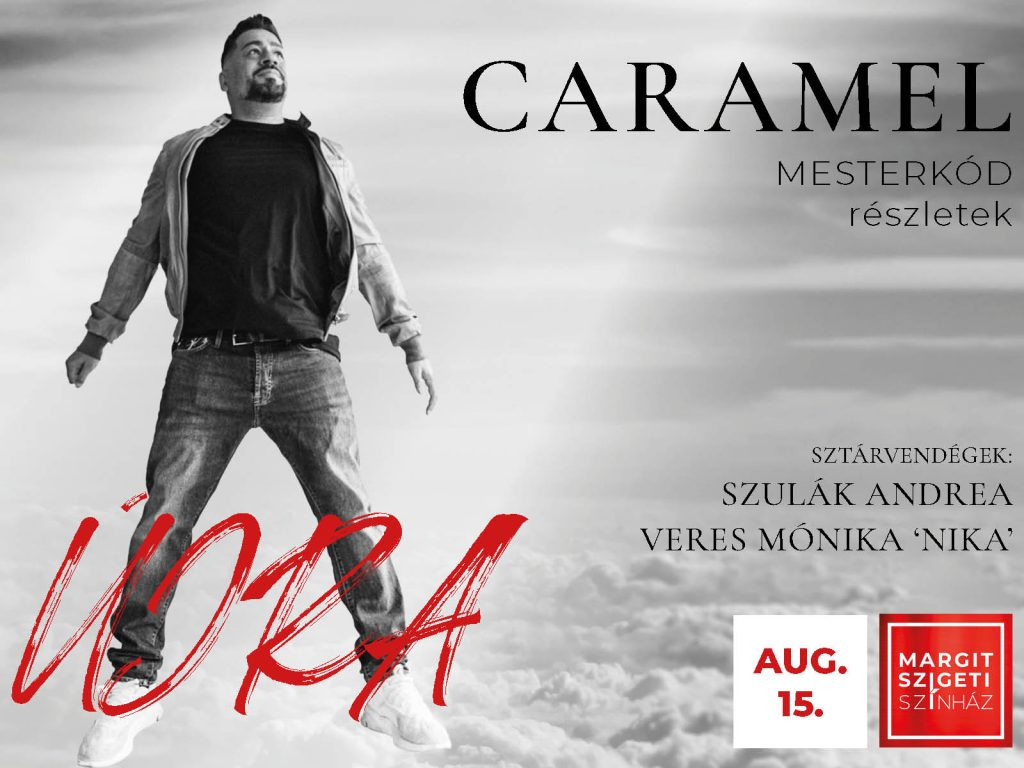 CARAMEL
MESTERKÓD
részletek
SZTÁRVENDÉGEK:
SZULÁK ANDREA
VERES MÓNIKA ‘NIKA’
ÚJRA
AUG.
15.
MARGIT
SZIGETI
SZÍNHÁZ